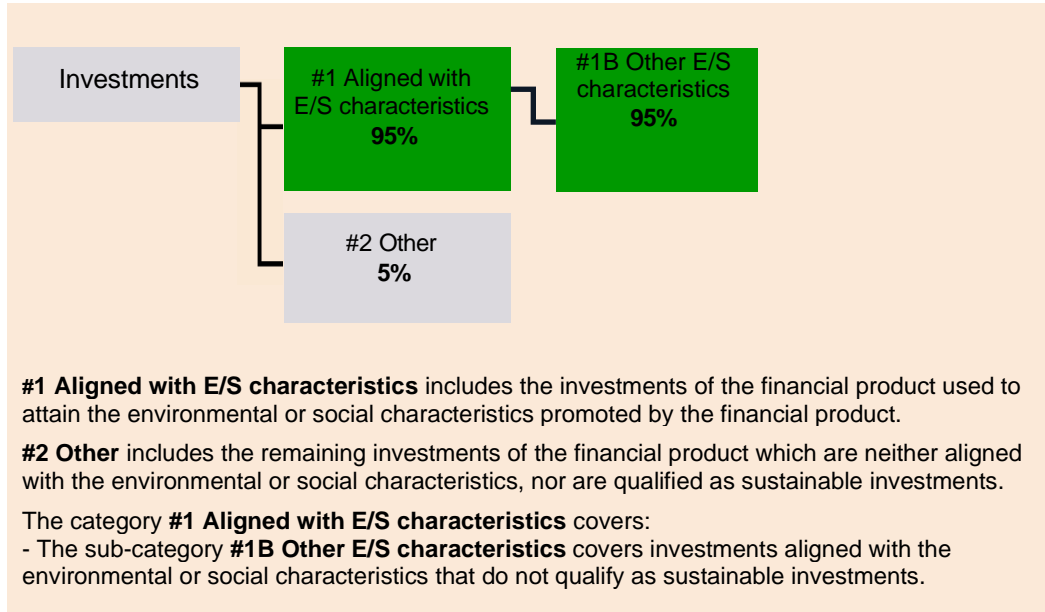 Investments
#1 Aligned with
E/S characteristics
95%
#1B Other E/S
characteristics
95%
#2 Other
5%
#1 Aligned with E/S characteristics includes the investments of the financial product used to
attain the environmental or social characteristics promoted by the financial product.
#2 Other includes the remaining investments of the financial product which are neither aligned
with the environmental or social characteristics, nor are qualified as sustainable investments.
The category #1 Aligned with E/S characteristics covers:
- The sub-category #1B Other E/S characteristics covers investments aligned with the
environmental or social characteristics that do not qualify as sustainable investments.